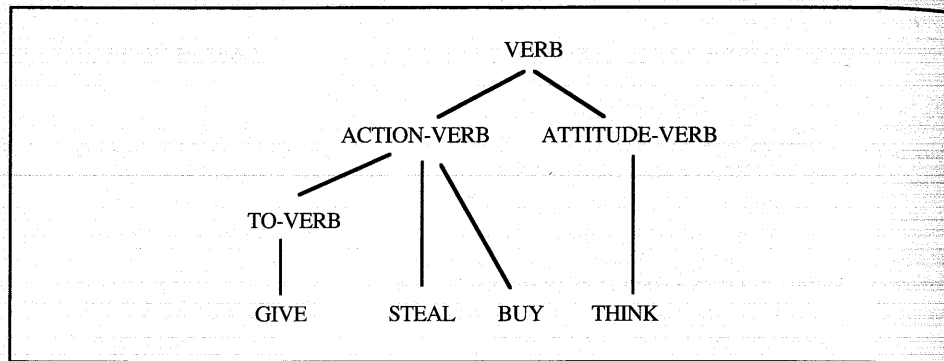 VERB
ACTION-VERB ATTITUDE-VERB
TO-VERB
GIVE STEAL BUY THINK